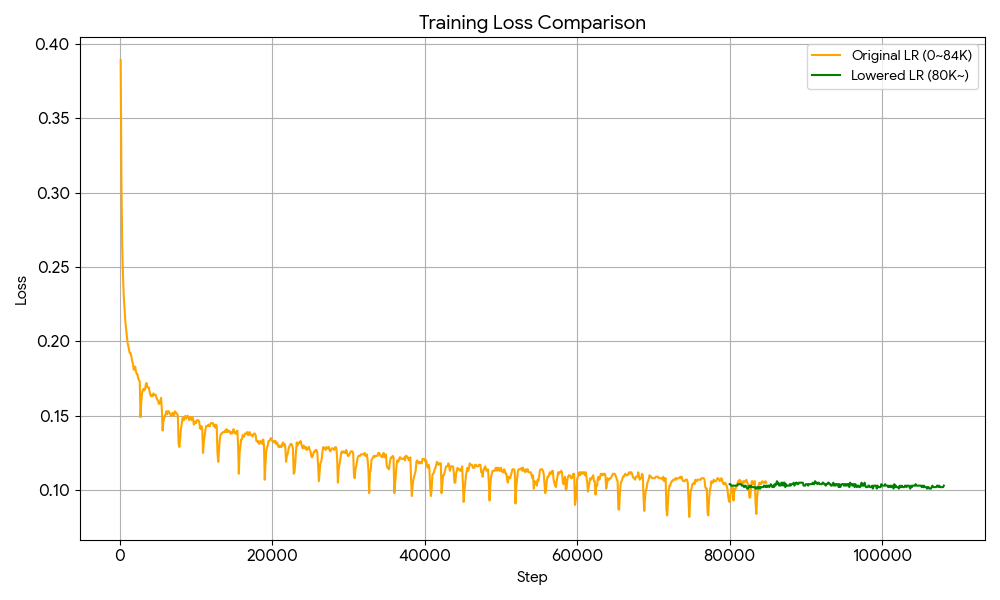 Training Loss Comparison
Original LR (0~84K)
Lowered LR (80K~)
Loss
0.40
0.35
0.30
0.25
0.20
0.15
0.10
0
20000
40000
60000
80000
100000
Step